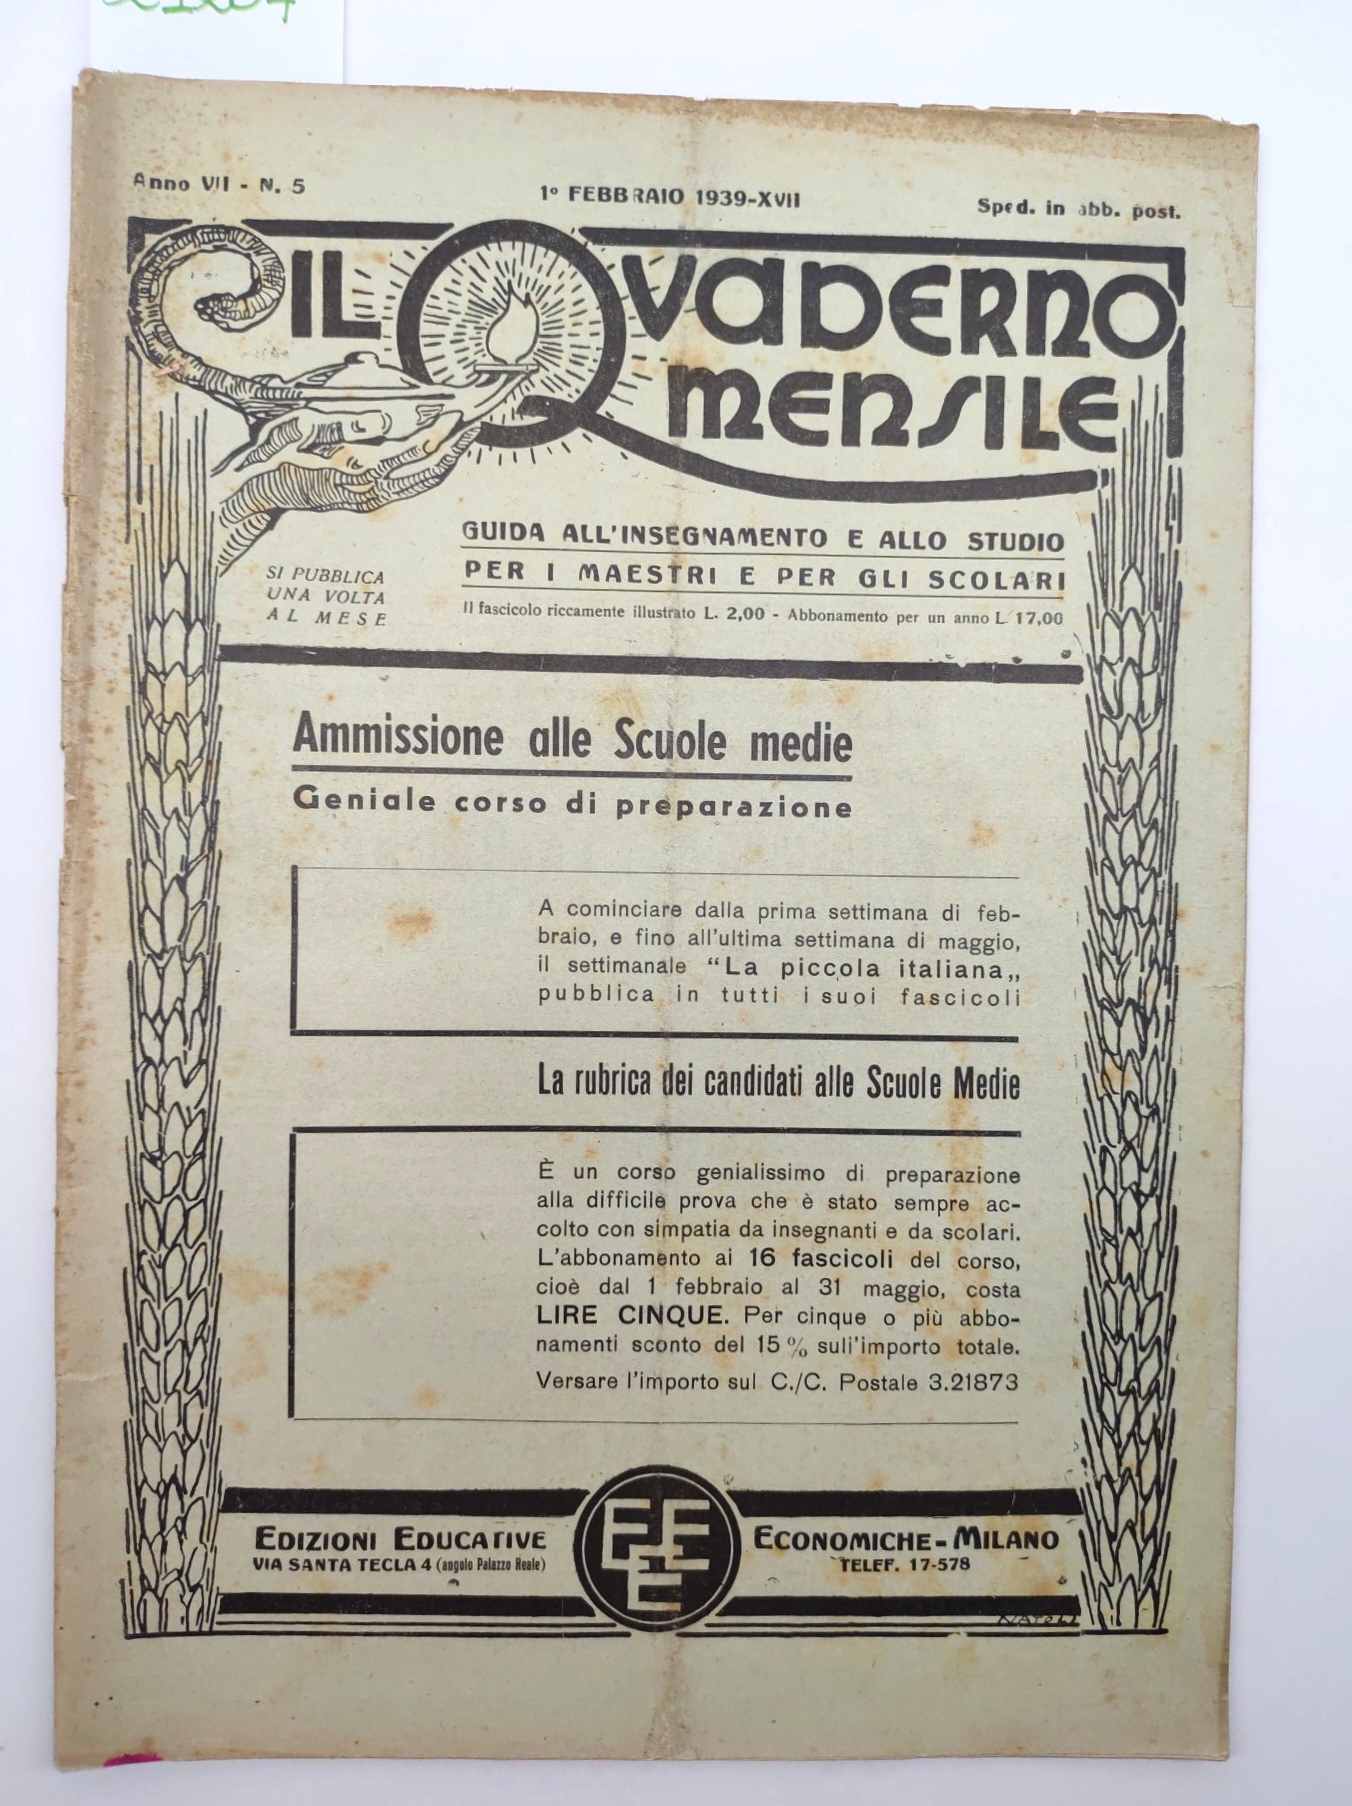 Anno VII - N. 5
1º FEBBRAIO 1939-XVII
Sped. in abb. post.
IL QVADERNO
MENSILE
GUIDA ALL'INSEGNAMENTO E ALLO STUDIO
PER I MAESTRI E PER GLI SCOLARI
SI PUBBLICA
UNA VOLTA
AL MESE
Il fascicolo riccamente illustrato L. 2,00 - Abbonamento per un anno L. 17,00
Ammissione alle Scuole medie
Geniale corso di preparazione
A cominciare dalla prima settimana di feb-
braio, e fino all'ultima settimana di maggio,
il settimanale “La piccola italiana„
pubblica in tutti i suoi fascicoli
La rubrica dei candidati alle Scuole Medie
È un corso genialissimo di preparazione
alla difficile prova che è stato sempre ac-
colto con simpatia da insegnanti e da scolari.
L'abbonamento ai 16 fascicoli del corso,
cioè dal 1 febbraio al 31 maggio, costa
LIRE CINQUE. Per cinque o più abbo-
namenti sconto del 15 % sull'importo totale.
Versare l'importo sul C./C. Postale 3.21873
EDIZIONI EDUCATIVE
VIA SANTA TECLA 4 (angolo Palazzo Reale)
EEE
ECONOMICHE - MILANO
TELEF. 17-578
NATOLI